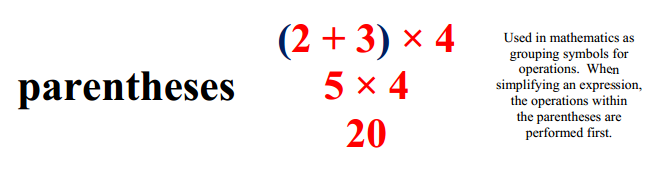 parentheses
(2 + 3) × 4
5 × 4
20
Used in mathematics as
grouping symbols for
operations.  When
simplifying an expression,
the operations within
the parentheses are
performed first.